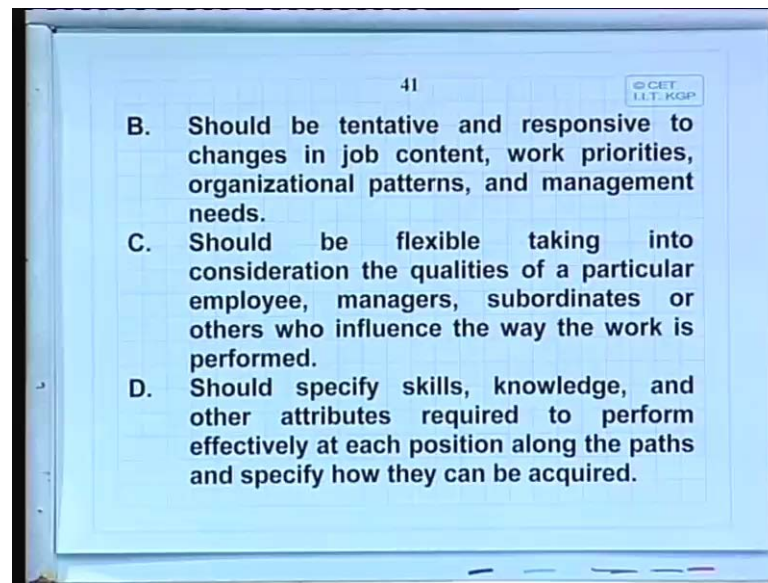 41
© CET
I.I.T. KGP
B. Should be tentative and responsive to
changes in job content, work priorities,
organizational patterns, and management
needs.
C. Should be flexible taking into
consideration the qualities of a particular
employee, managers, subordinates or
others who influence the way the work is
performed.
D. Should specify skills, knowledge, and
other attributes required to perform
effectively at each position along the paths
and specify how they can be acquired.